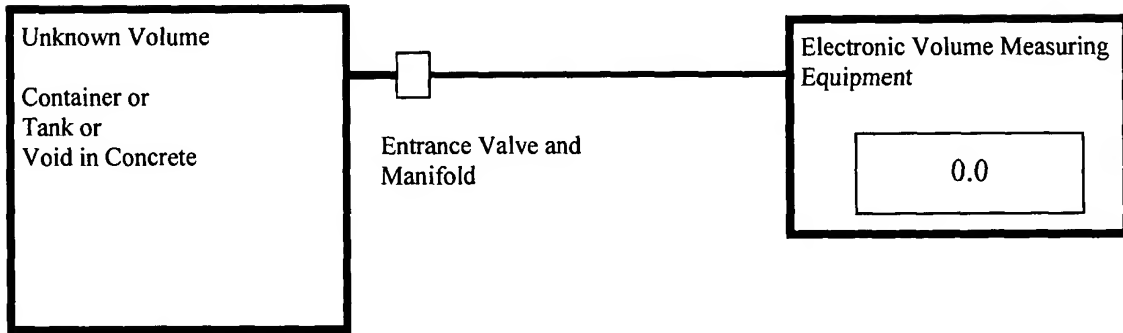 Unknown Volume
Container or
Tank or
Void in Concrete
Entrance Valve and
Manifold
Electronic Volume Measuring
Equipment
0.0